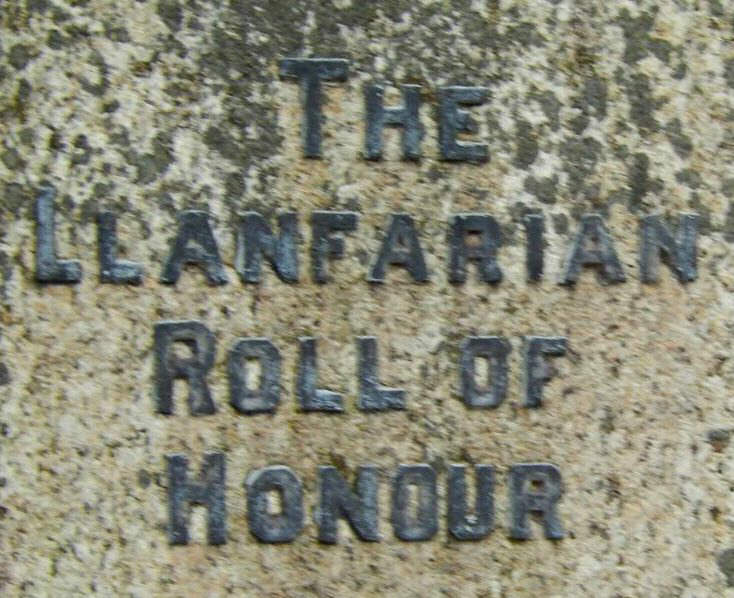 The
Llanfarian
Roll of
Honour